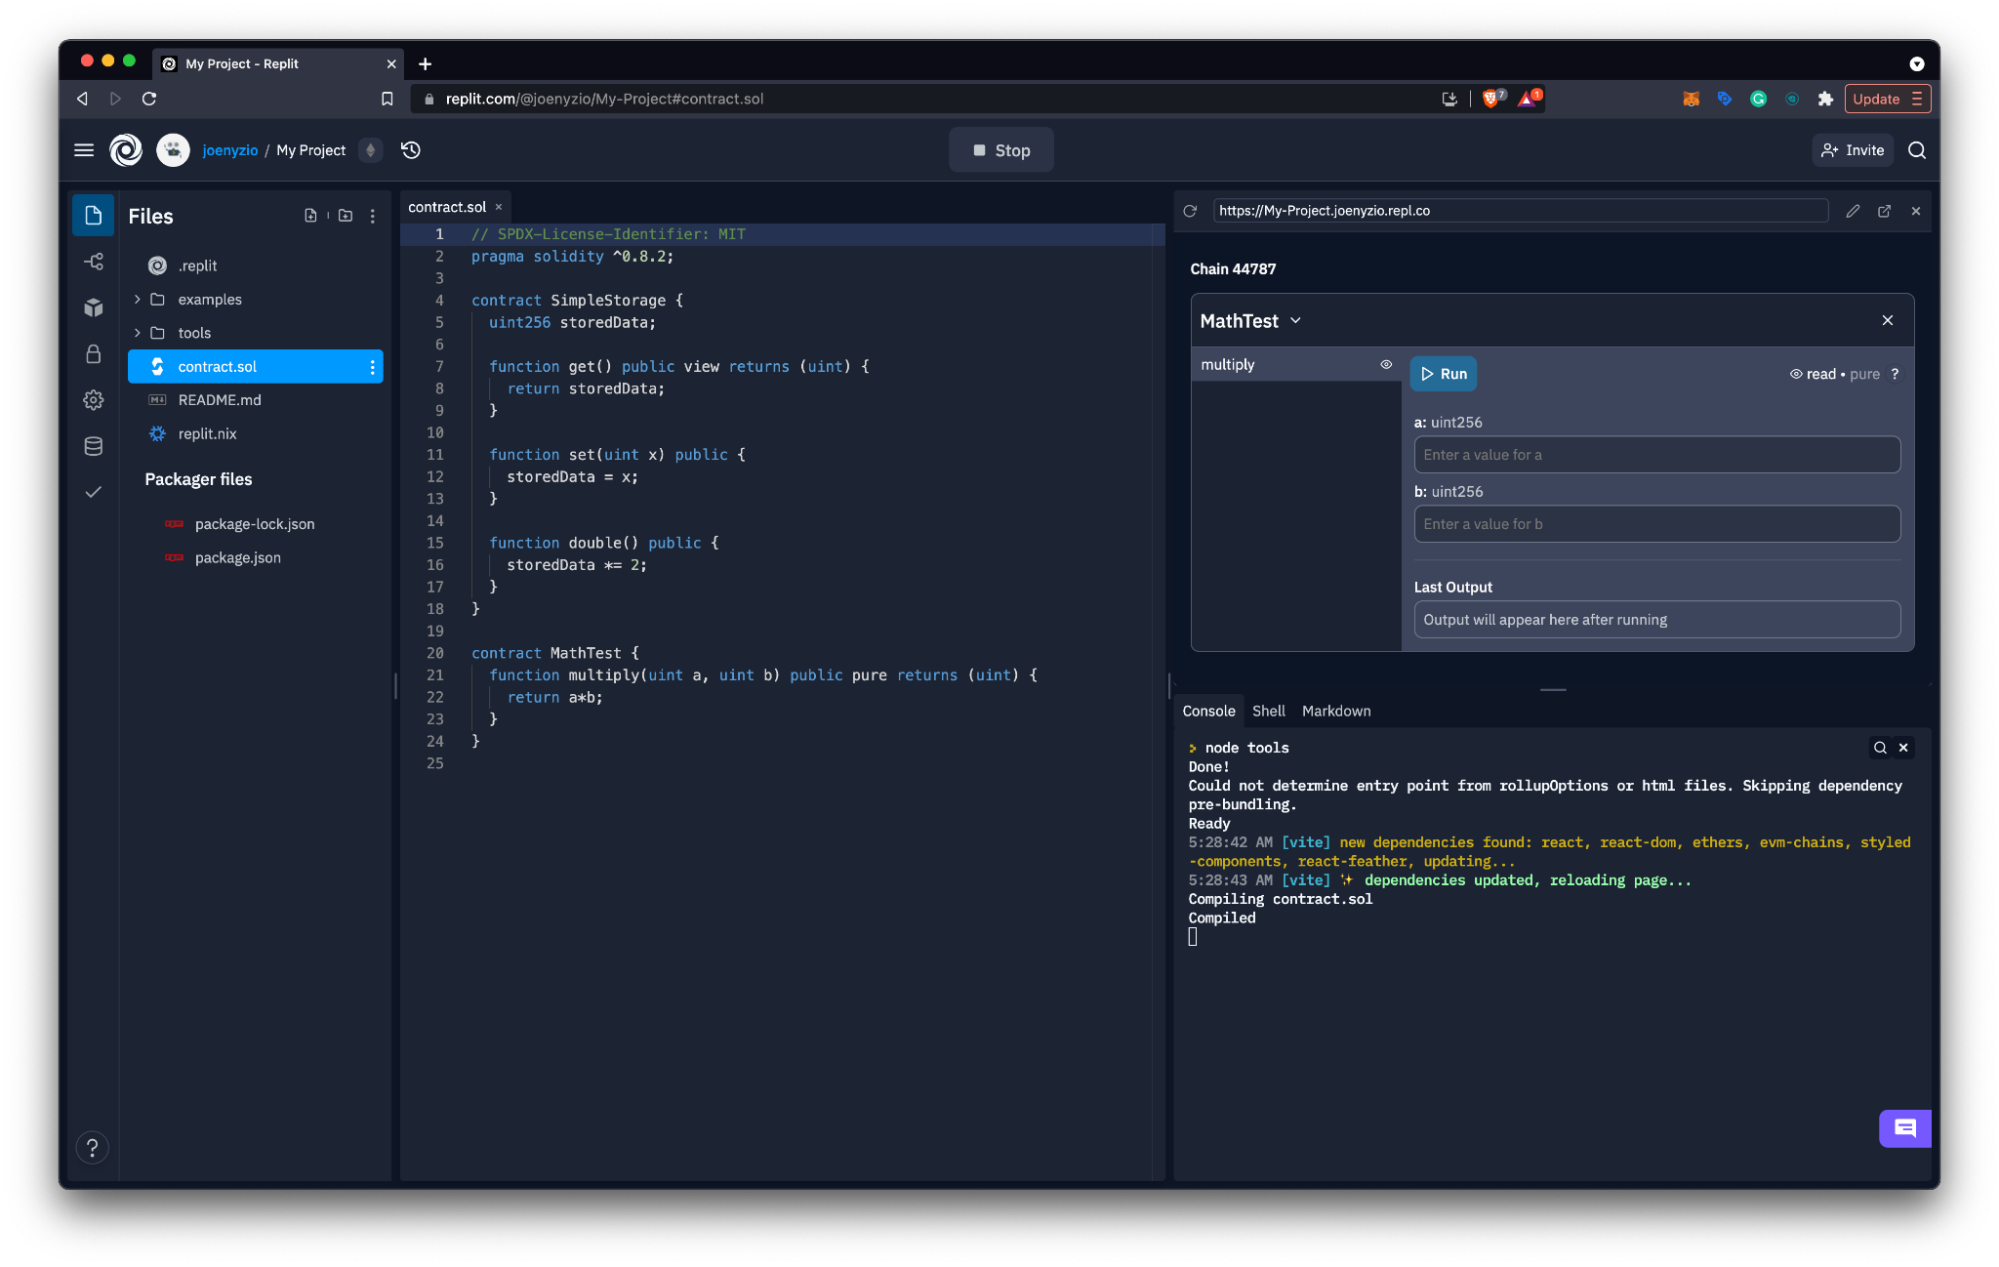 My Project - Replit
replit.com/@joenyzio/My-Project#contract.sol
7
1
Update
joenyzio / My Project
Stop
Invite
Files
.replit
examples
tools
contract.sol
README.md
replit.nix
Packager files
package-lock.json
package.json
contract.sol
1 // SPDX-License-Identifier: MIT
2 pragma solidity ^0.8.2;
3
4 contract SimpleStorage {
5 uint256 storedData;
6
7 function get() public view returns (uint) {
8 return storedData;
9 }
10
11 function set(uint x) public {
12 storedData = x;
13 }
14
15 function double() public {
16 storedData *= 2;
17 }
18 }
19
20 contract MathTest {
21 function multiply(uint a, uint b) public pure returns (uint) {
22 return a*b;
23 }
24 }
25
https://My-Project.joenyzio.repl.co
Chain 44787
MathTest
multiply
Run
read • pure ?
a: uint256
Enter a value for a
b: uint256
Enter a value for b
Last Output
Output will appear here after running
Console Shell Markdown
node tools
Done!
Could not determine entry point from rollupOptions or html files. Skipping dependency
pre-bundling.
Ready
5:28:42 AM [vite] new dependencies found: react, react-dom, ethers, evm-chains, styled
-components, react-feather, updating...
5:28:43 AM [vite] ✨ dependencies updated, reloading page...
Compiling contract.sol
Compiled
?